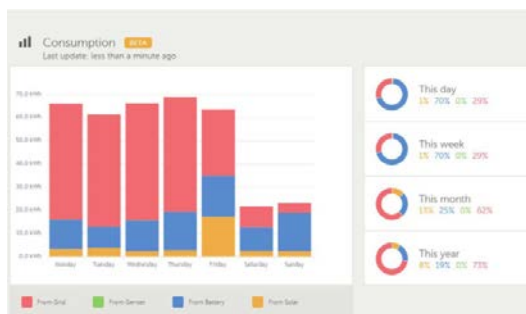 Consumption BETA
Last update: less than a minute ago
70.0 kWh
60.0 kWh
50.0 kWh
40.0 kWh
30.0 kWh
20.0 kWh
10.0 kWh
0.0 kWh
Monday Tuesday Wednesday Thursday Friday Saturday Sunday
From Grid From Genset From Battery From Solar
This day
1% 70% 0% 29%
This week
1% 70% 0% 29%
This month
13% 25% 0% 62%
This year
8% 19% 0% 73%